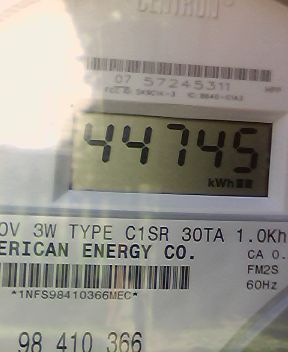 CENTRON®
07 57245311
44745
kWh
0V 3W TYPE C1SR 30TA 1.0Kh
ERICAN ENERGY CO.
CA 0.
FM2S
60Hz
*1NFS98410366MEC*
98 410 366